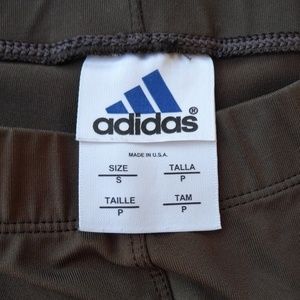 adidas®
MADE IN U.S.A.
SIZE TALLA
S P
TAILLE TAM
P P